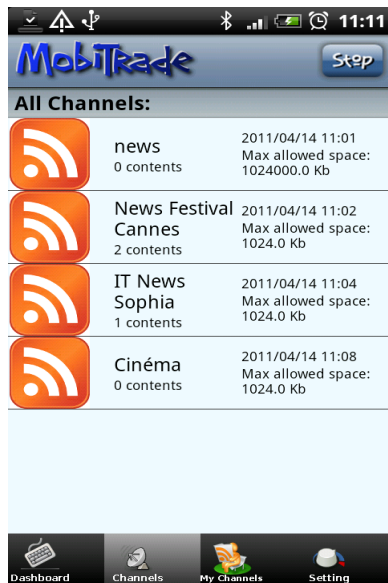 11:11
MobiTrade
Stop
All Channels:
news
0 contents
2011/04/14 11:01
Max allowed space:
1024000.0 Kb
News Festival
Cannes
2 contents
2011/04/14 11:02
Max allowed space:
1024.0 Kb
IT News
Sophia
1 contents
2011/04/14 11:04
Max allowed space:
1024.0 Kb
Cinéma
0 contents
2011/04/14 11:08
Max allowed space:
1024.0 Kb
Dashboard
Channels
My Channels
Setting